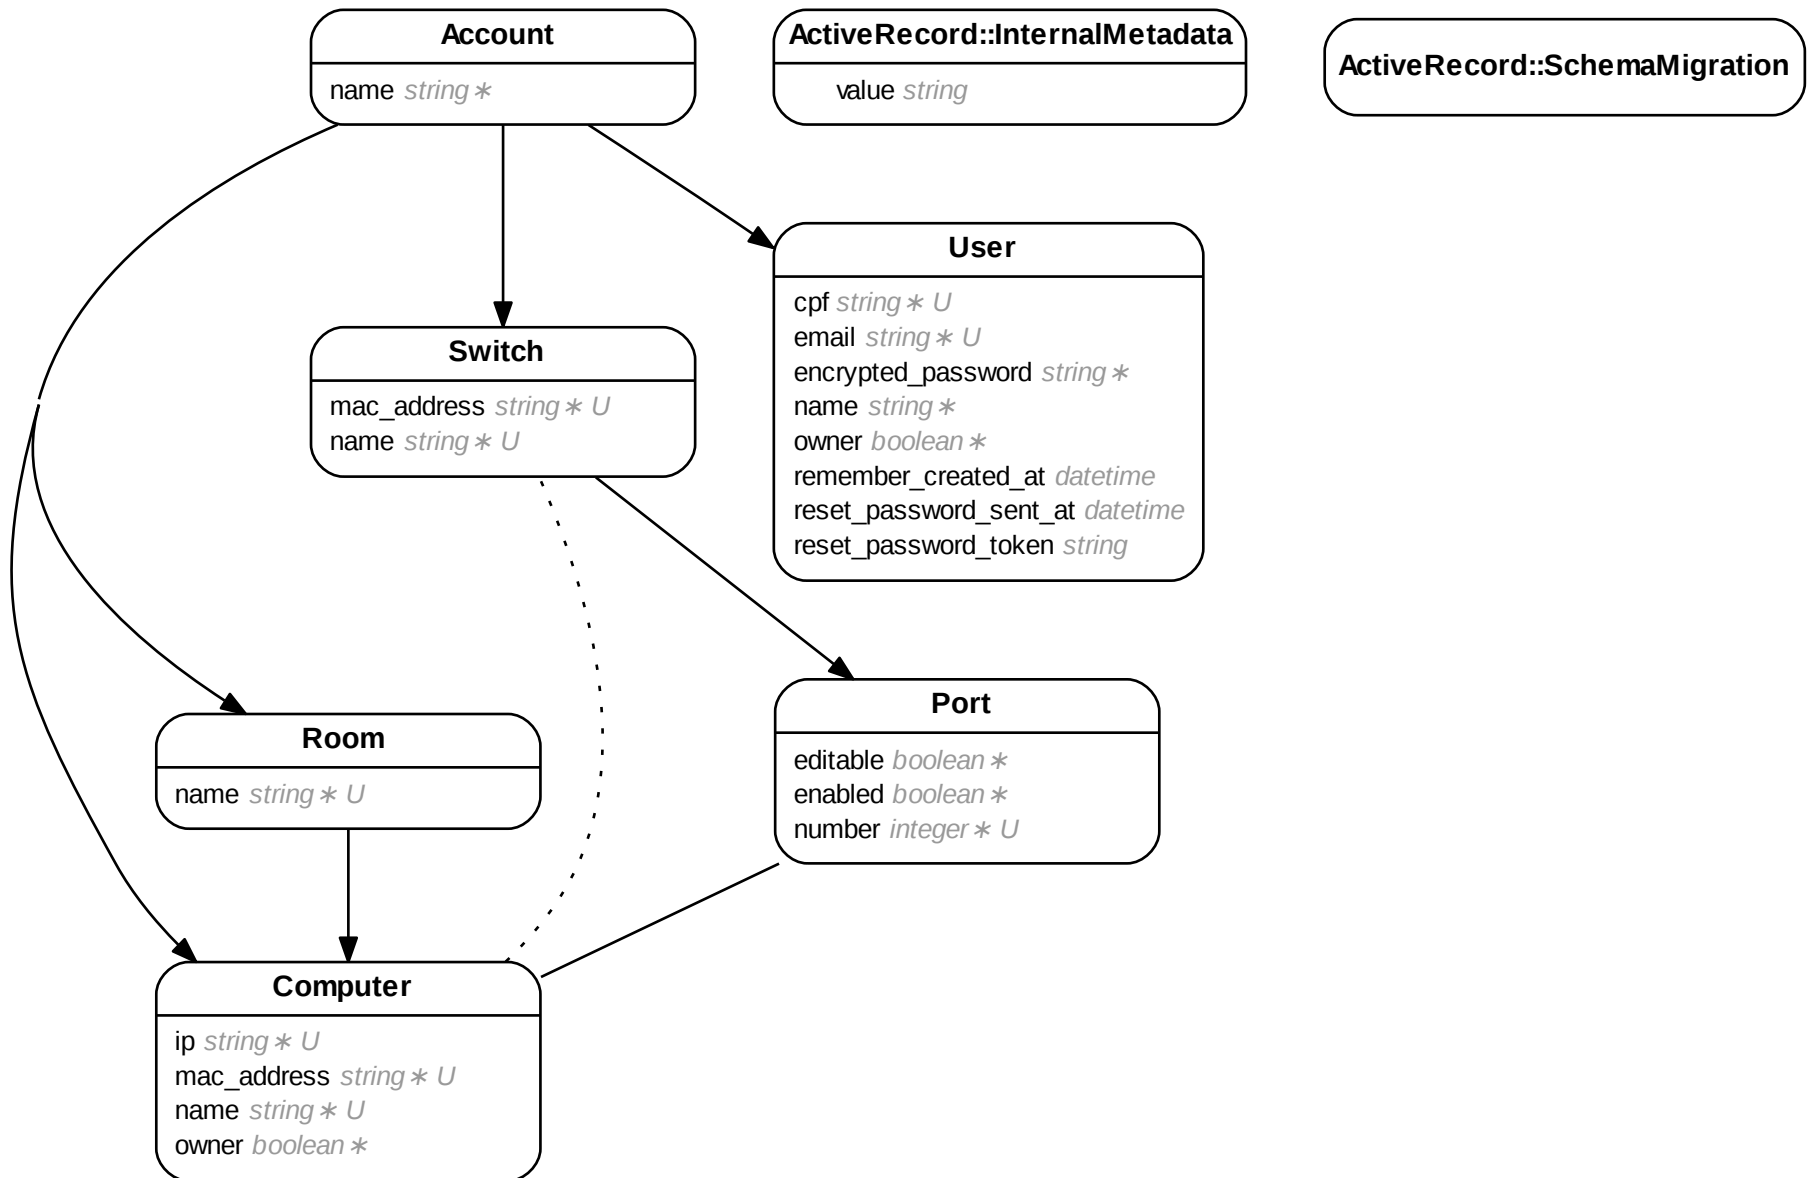 Account
name string ∗
ActiveRecord::InternalMetadata
value string
ActiveRecord::SchemaMigration
User
cpf string ∗ U
email string ∗ U
encrypted_password string ∗
name string ∗
owner boolean ∗
remember_created_at datetime
reset_password_sent_at datetime
reset_password_token string
Switch
mac_address string ∗ U
name string ∗ U
Port
editable boolean ∗
enabled boolean ∗
number integer ∗ U
Room
name string ∗ U
Computer
ip string ∗ U
mac_address string ∗ U
name string ∗ U
owner boolean ∗